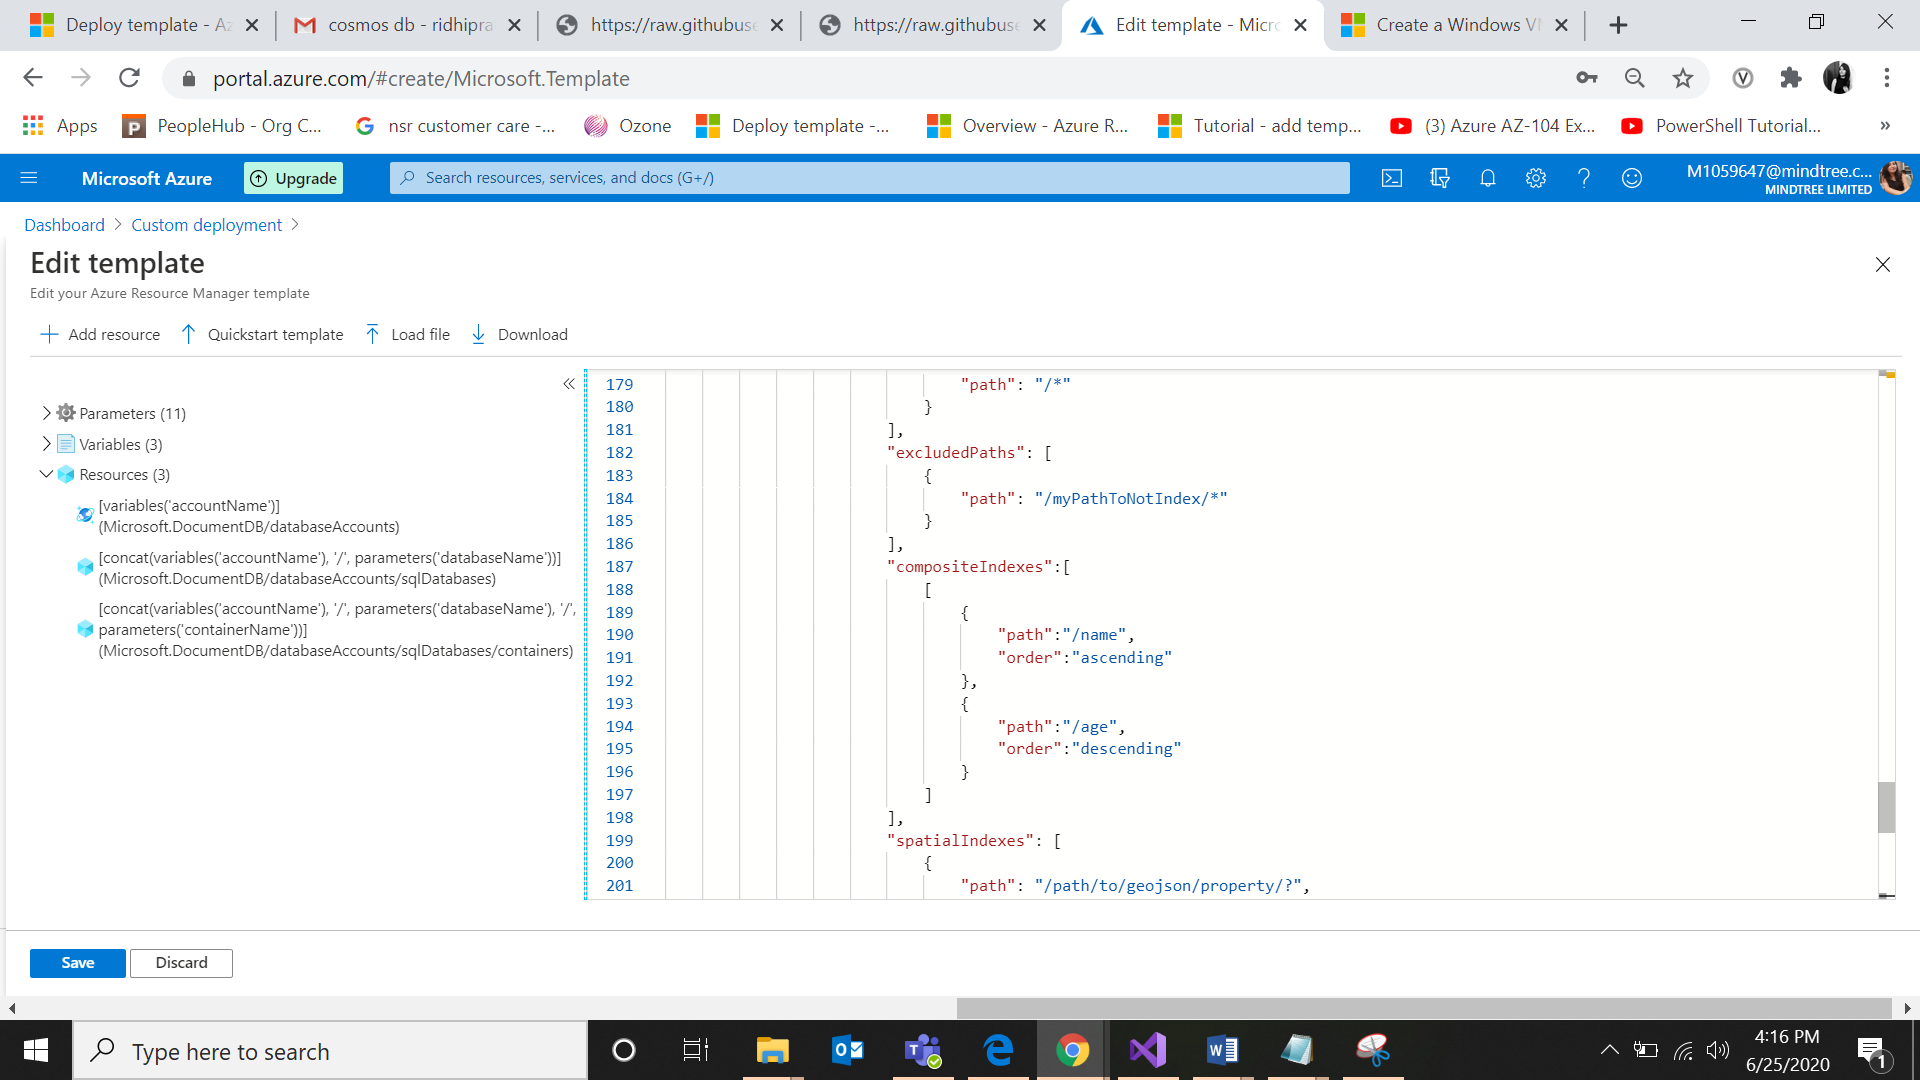 Deploy template - Az
cosmos db - ridhipra
https://raw.githubuse
https://raw.githubuse
Edit template - Micro
Create a Windows VM
portal.azure.com/#create/Microsoft.Template
Apps
PeopleHub - Org C...
nsr customer care -...
Ozone
Deploy template -...
Overview - Azure R...
Tutorial - add temp...
(3) Azure AZ-104 Ex...
PowerShell Tutorial...
»
Microsoft Azure
Upgrade
Search resources, services, and docs (G+/)
M1059647@mindtree.c...
MINDTREE LIMITED
Dashboard > Custom deployment >
Edit template
Edit your Azure Resource Manager template
Add resource
Quickstart template
Load file
Download
Parameters (11)
Variables (3)
Resources (3)
[variables('accountName')]
(Microsoft.DocumentDB/databaseAccounts)
[concat(variables('accountName'), '/', parameters('databaseName'))]
(Microsoft.DocumentDB/databaseAccounts/sqlDatabases)
[concat(variables('accountName'), '/', parameters('databaseName'), '/',
parameters('containerName'))]
(Microsoft.DocumentDB/databaseAccounts/sqlDatabases/containers)
179 "path": "/*"
180 }
181 ],
182 "excludedPaths": [
183 {
184 "path": "/myPathToNotIndex/*"
185 }
186 ],
187 "compositeIndexes":[
188 [
189 {
190 "path":"/name",
191 "order":"ascending"
192 },
193 {
194 "path":"/age",
195 "order":"descending"
196 }
197 ]
198 ],
199 "spatialIndexes": [
200 {
201 "path": "/path/to/geojson/property/?",
Save
Discard
Type here to search
4:16 PM
6/25/2020
1